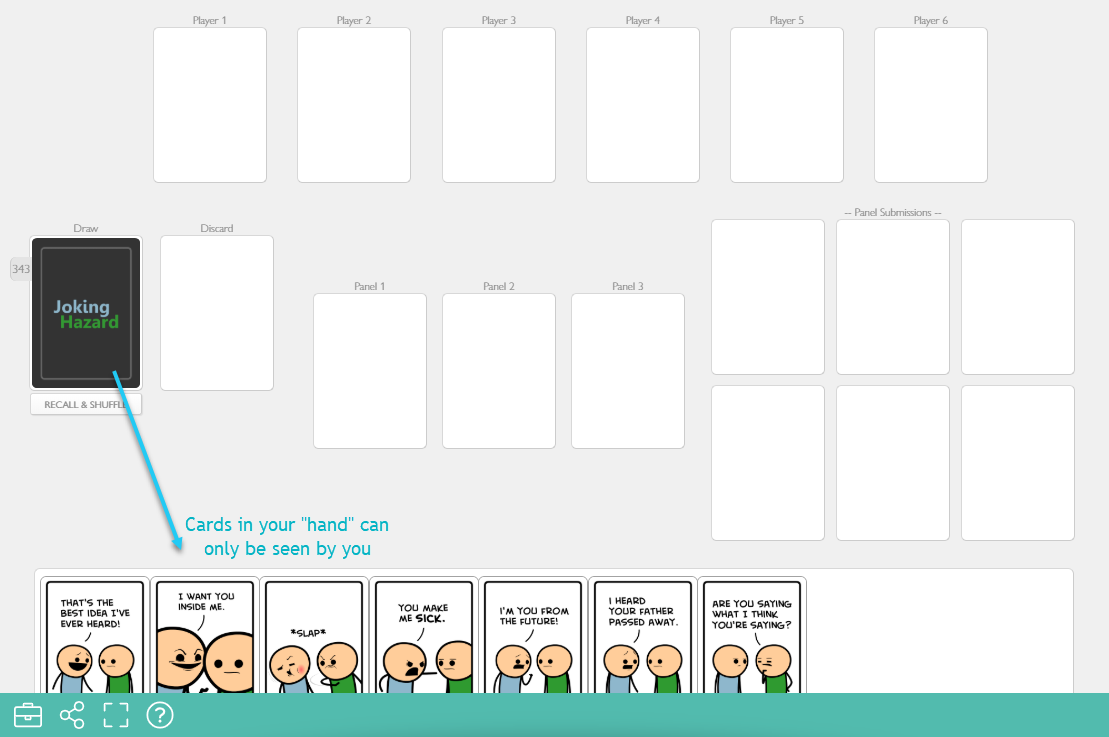 Player 1
Player 2
Player 3
Player 4
Player 5
Player 6
-- Panel Submissions --
Draw
Discard
343
Joking
Hazard
Panel 1
Panel 2
Panel 3
RECALL & SHUFFLE
Cards in your "hand" can
only be seen by you
THAT'S THE
BEST IDEA I'VE
EVER HEARD!
I WANT YOU
INSIDE ME.
*SLAP*
YOU MAKE
ME SICK.
I'M YOU FROM
THE FUTURE!
I HEARD
YOUR FATHER
PASSED AWAY.
ARE YOU SAYING
WHAT I THINK
YOU'RE SAYING?
?